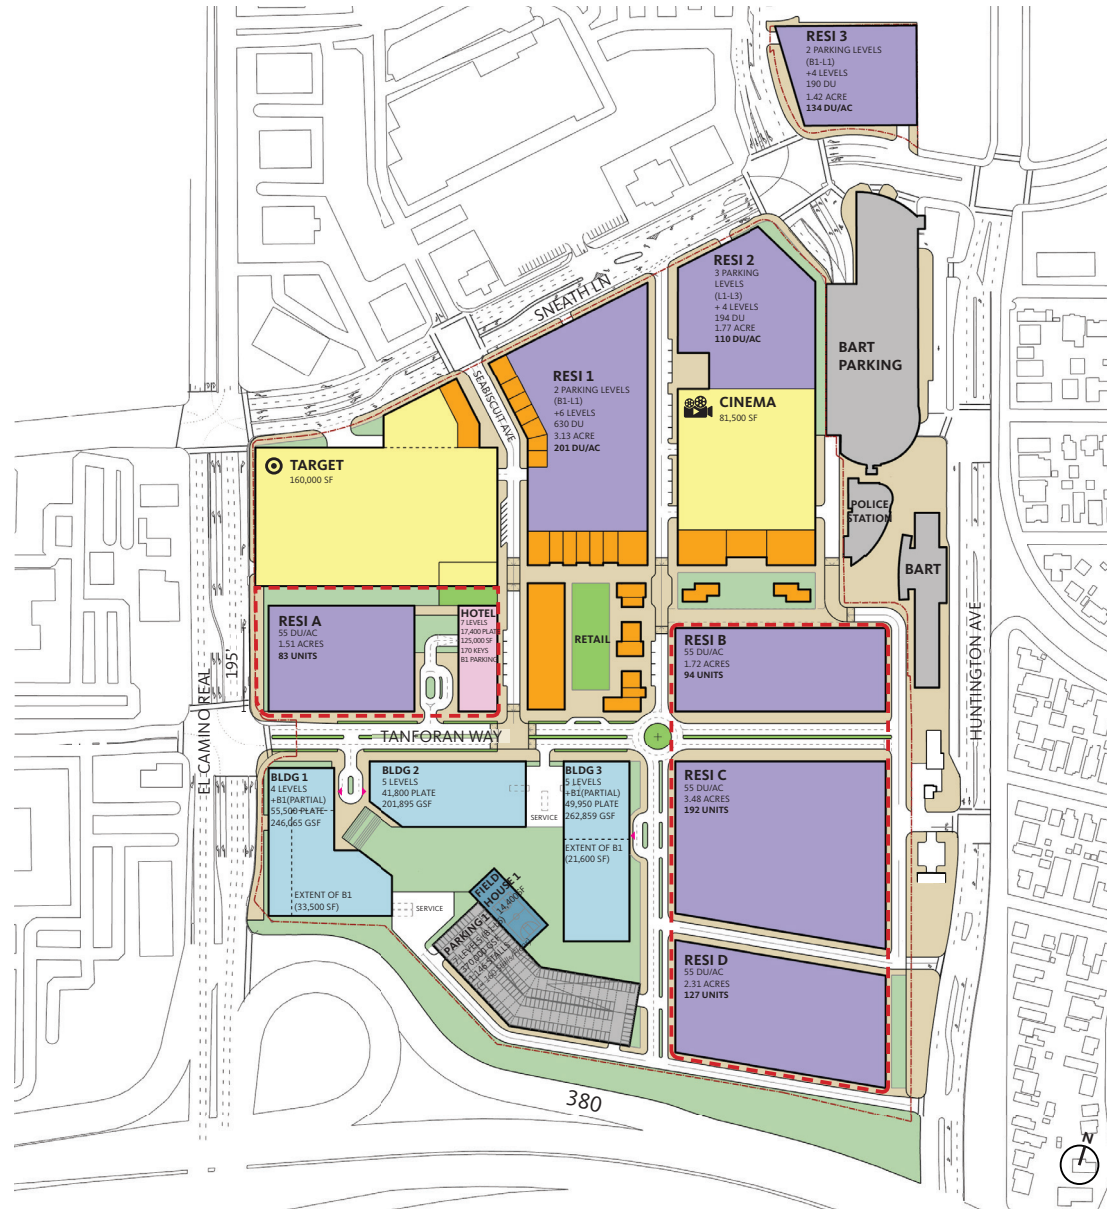 RESI 3
2 PARKING LEVELS
(B1-L1)
+4 LEVELS
190 DU
1.42 ACRE
134 DU/AC
SNEATH LN
RESI 2
3 PARKING
LEVELS
(L1-L3)
+ 4 LEVELS
194 DU
1.77 ACRE
110 DU/AC
BART
PARKING
SEABISCUIT AVE
RESI 1
2 PARKING LEVELS
(B1-L1)
+6 LEVELS
630 DU
3.13 ACRE
201 DU/AC
CINEMA
81,500 SF
TARGET
160,000 SF
POLICE
STATION
BART
HUNTINGTON AVE
EL CAMINO REAL
195'
RESI A
55 DU/AC
1.51 ACRES
83 UNITS
HOTEL
7 LEVELS
17,400 PLAT
125,000 SF
170 KEYS
B1 PARKING
RETAIL
RESI B
55 DU/AC
1.72 ACRES
94 UNITS
TANFORAN WAY
BLDG 1
4 LEVELS
+B1(PARTIAL)
55,500 PLATE
246,065 GSF
EXTENT OF B1
(33,500 SF)
BLDG 2
5 LEVELS
41,800 PLATE
201,895 GSF
SERVICE
BLDG 3
5 LEVELS
+B1(PARTIAL)
49,950 PLATE
262,859 GSF
EXTENT OF B1
(21,600 SF)
RESI C
55 DU/AC
3.48 ACRES
192 UNITS
SERVICE
FIELD
HOUSE 1
14,400 SF
PARKING 1
370,000 GSF
RESI D
55 DU/AC
2.31 ACRES
127 UNITS
380
N